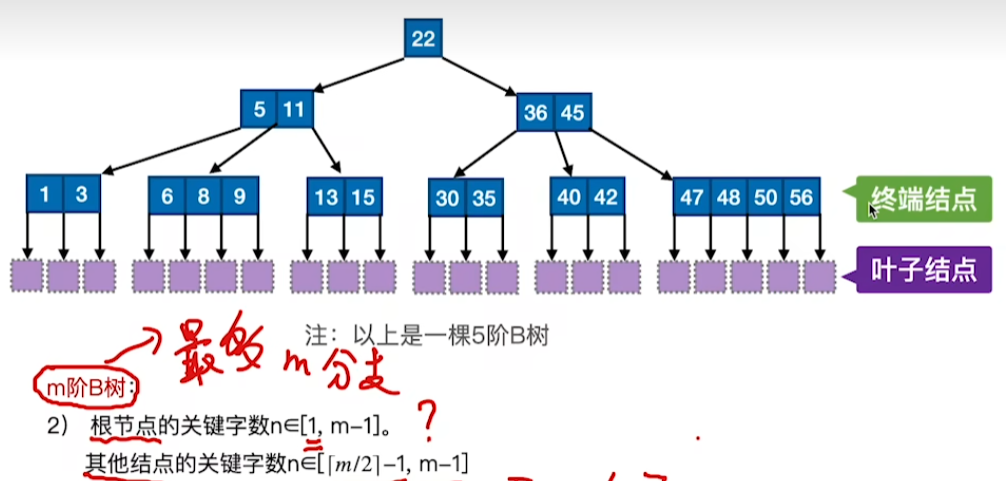 22
5 11 36 45
1 3 6 8 9 13 15 30 35 40 42 47 48 50 56 终端结点
叶子结点
注：以上是一棵5阶B树
最多 m 分支
m阶B树:
2） 根节点的关键字数n∈[1, m−1]。 ?
其他结点的关键字数n∈[⌈m/2⌉−1, m−1]